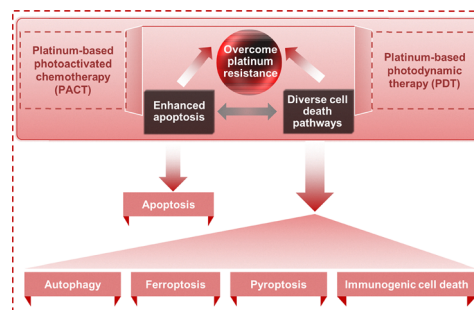 Platinum-based
photoactivated
chemotherapy (PACT)
Overcome
platinum
resistance
Platinum-based
photodynamic
therapy (PDT)
Enhanced
apoptosis
Diverse cell
death
pathways
Apoptosis
Autophagy
Ferroptosis
Pyroptosis
Immunogenic cell death